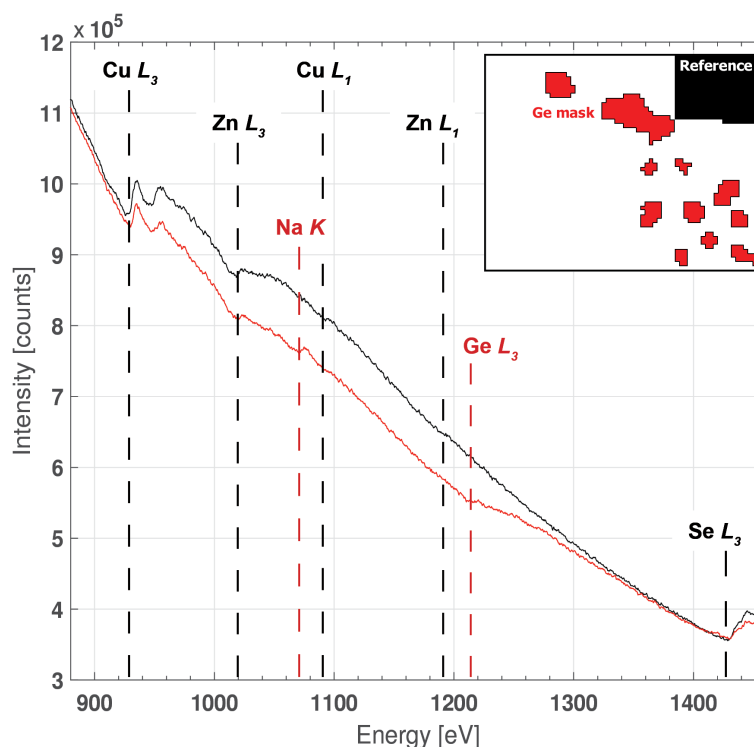 × 10⁵
12
11
10
9
8
7
6
5
4
3
Intensity [counts]
900
1000
1100
1200
1300
1400
Energy [eV]
Cu L₃
Zn L₃
Na K
Cu L₁
Zn L₁
Ge L₃
Se L₃
Reference
Ge mask